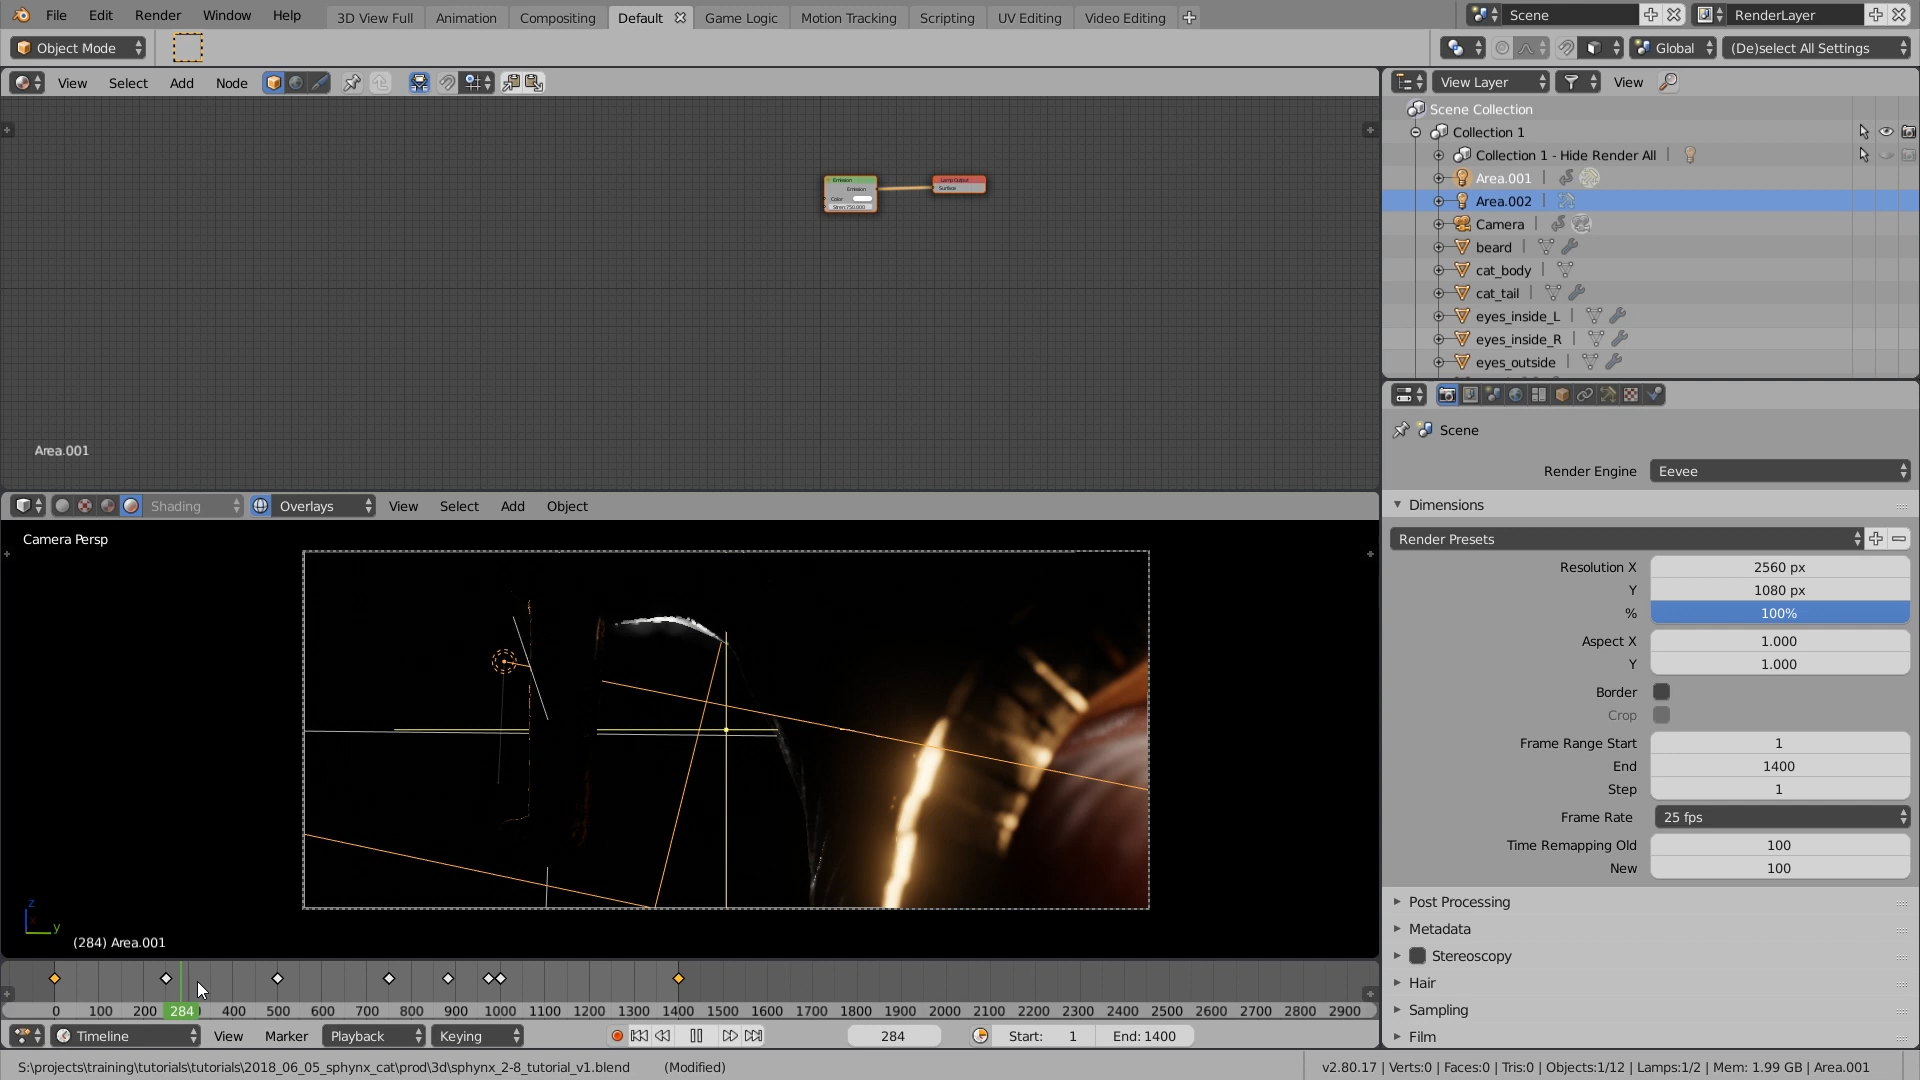 File Edit Render Window Help 3D View Full Animation Compositing Default Game Logic Motion Tracking Scripting UV Editing Video Editing Scene RenderLayer
Object Mode Global (De)select All Settings
View Select Add Node View Layer View
Scene Collection
Collection 1
Collection 1 - Hide Render All
Area.001
Area.002
Camera
beard
cat_body
cat_tail
eyes_inside_L
eyes_inside_R
eyes_outside
Emission Lamp Output
Emission Surface
Color
Area.001
Scene
Render Engine Eevee
Dimensions
Render Presets
Resolution X 2560 px
Y 1080 px
% 100%
Aspect X 1.000
Y 1.000
Border
Crop
Frame Range Start 1
End 1400
Step 1
Frame Rate 25 fps
Time Remapping Old 100
New 100
Post Processing
Metadata
Stereoscopy
Hair
Sampling
Film
Shading Overlays View Select Add Object
Camera Persp
z
x
y
(284) Area.001
0 100 200 284 400 500 600 700 800 900 1000 1100 1200 1300 1400 1500 1600 1700 1800 1900 2000 2100 2200 2300 2400 2500 2600 2700 2800 2900
Timeline View Marker Playback Keying 284 Start: 1 End: 1400
S:\projects\training\tutorials\tutorials\2018_06_05_sphynx_cat\prod\3d\sphynx_2-8_tutorial_v1.blend (Modified) v2.80.17 | Verts:0 | Faces:0 | Tris:0 | Objects:1/12 | Lamps:1/2 | Mem: 1.99 GB | Area.001